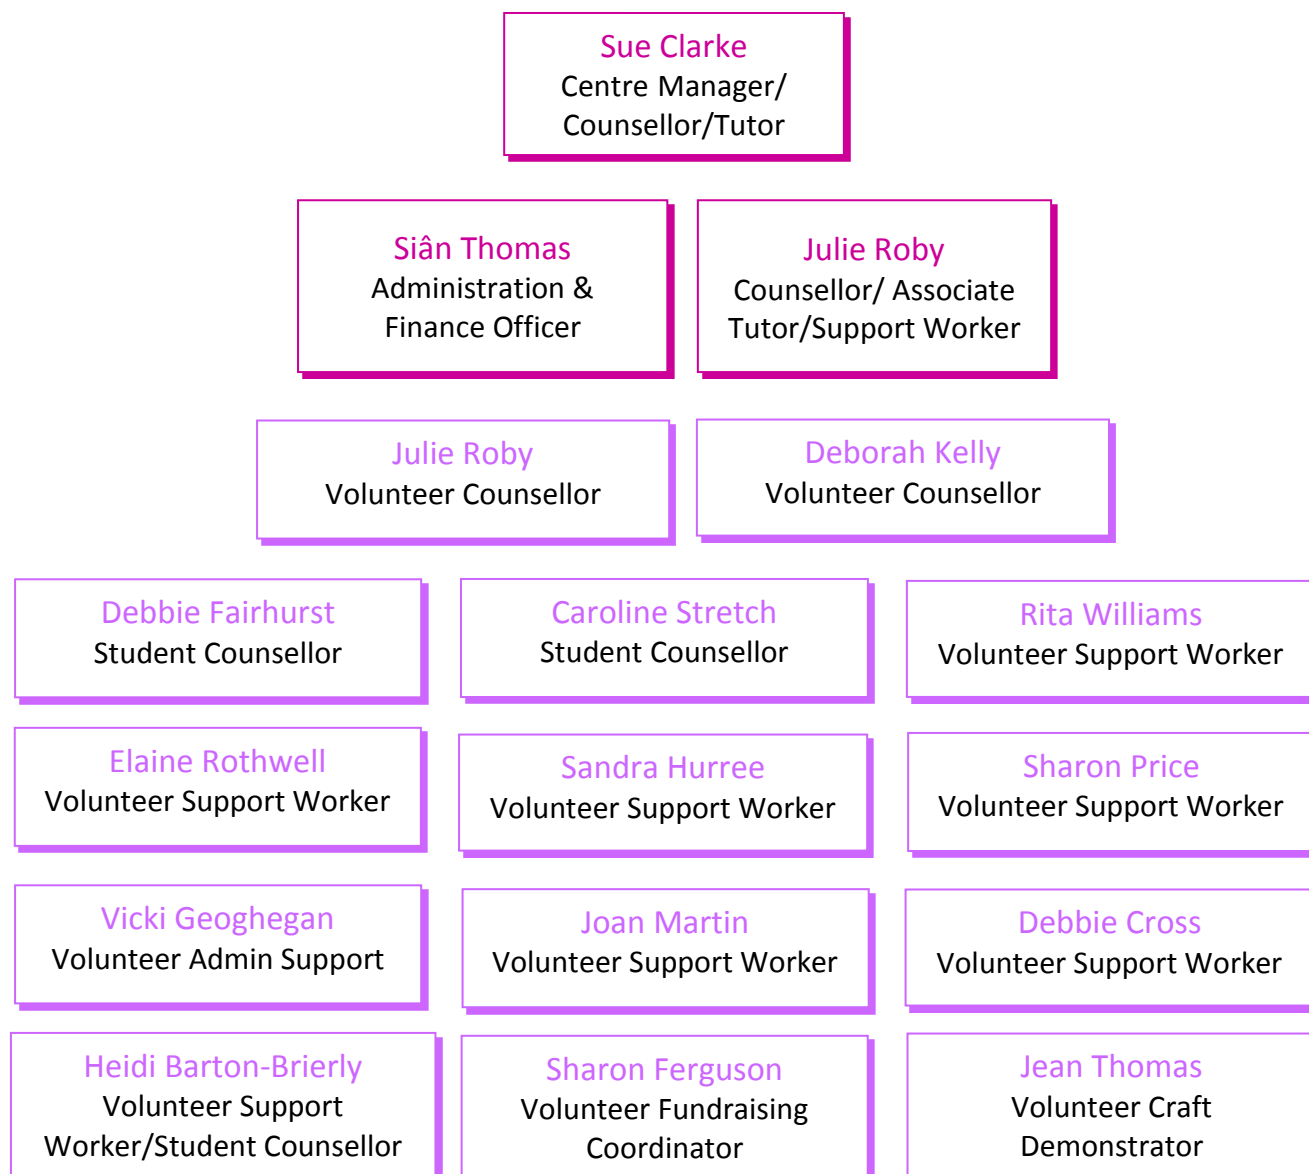 Sue Clarke
Centre Manager/
Counsellor/Tutor
Siân Thomas
Administration &
Finance Officer
Julie Roby
Counsellor/ Associate
Tutor/Support Worker
Julie Roby
Volunteer Counsellor
Deborah Kelly
Volunteer Counsellor
Debbie Fairhurst
Student Counsellor
Caroline Stretch
Student Counsellor
Rita Williams
Volunteer Support Worker
Elaine Rothwell
Volunteer Support Worker
Sandra Hurree
Volunteer Support Worker
Sharon Price
Volunteer Support Worker
Vicki Geoghegan
Volunteer Admin Support
Joan Martin
Volunteer Support Worker
Debbie Cross
Volunteer Support Worker
Heidi Barton-Brierly
Volunteer Support
Worker/Student Counsellor
Sharon Ferguson
Volunteer Fundraising
Coordinator
Jean Thomas
Volunteer Craft
Demonstrator